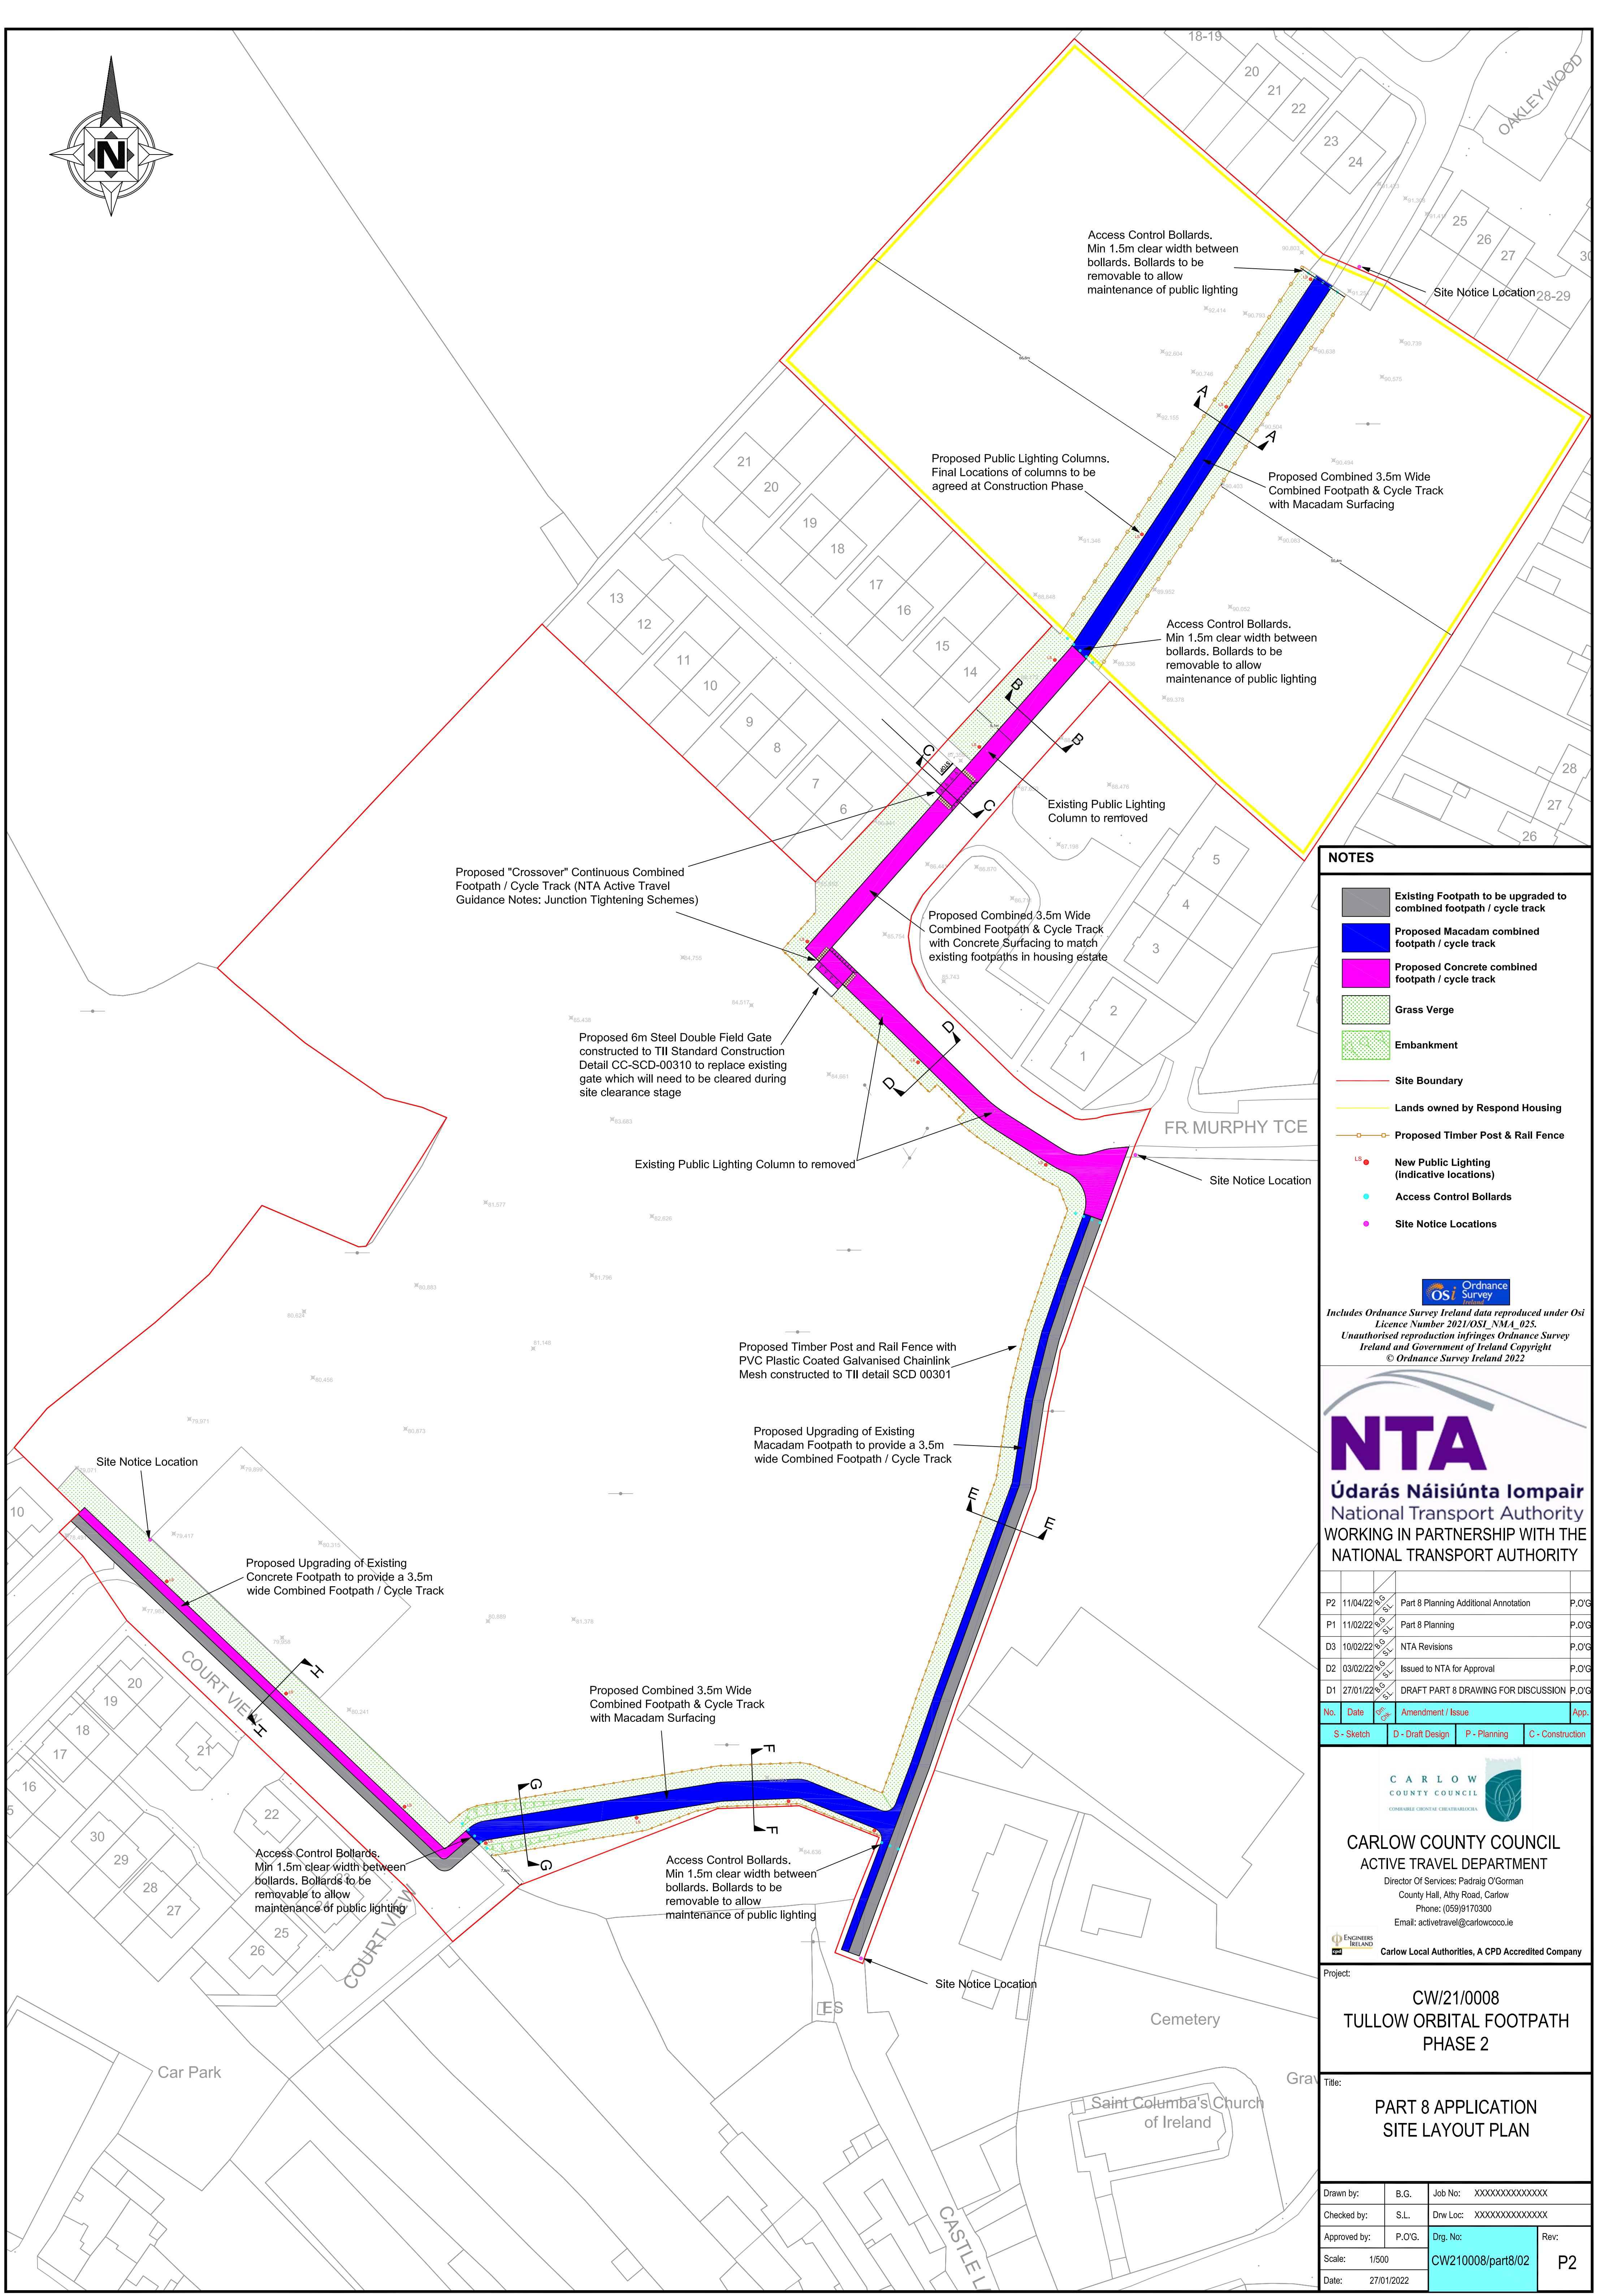 N
18-19
20
21
22
23
24
OAKLEY WOOD
25
26
27
30
28-29
Access Control Bollards.
Min 1.5m clear width between
bollards. Bollards to be
removable to allow
maintenance of public lighting
Site Notice Location
A
A
Proposed Public Lighting Columns.
Final Locations of columns to be
agreed at Construction Phase
Proposed Combined 3.5m Wide
Combined Footpath & Cycle Track
with Macadam Surfacing
21
20
19
18
17
16
15
14
13
12
11
10
9
8
7
6
Access Control Bollards.
Min 1.5m clear width between
bollards. Bollards to be
removable to allow
maintenance of public lighting
B
B
C
C
STOP
Existing Public Lighting
Column to removed
28
27
26
5
4
3
2
1
Proposed "Crossover" Continuous Combined
Footpath / Cycle Track (NTA Active Travel
Guidance Notes: Junction Tightening Schemes)
Proposed Combined 3.5m Wide
Combined Footpath & Cycle Track
with Concrete Surfacing to match
existing footpaths in housing estate
Proposed 6m Steel Double Field Gate
constructed to TII Standard Construction
Detail CC-SCD-00310 to replace existing
gate which will need to be cleared during
site clearance stage
D
D
FR. MURPHY TCE
Existing Public Lighting Column to removed
Site Notice Location
Proposed Timber Post and Rail Fence with
PVC Plastic Coated Galvanised Chainlink
Mesh constructed to TII detail SCD 00301
Proposed Upgrading of Existing
Macadam Footpath to provide a 3.5m
wide Combined Footpath / Cycle Track
E
E
Site Notice Location
10
Proposed Upgrading of Existing
Concrete Footpath to provide a 3.5m
wide Combined Footpath / Cycle Track
COURT VIEW
H
H
20
19
18
17
16
21
22
30
29
28
27
23
24
25
26
5
Proposed Combined 3.5m Wide
Combined Footpath & Cycle Track
with Macadam Surfacing
F
F
G
G
Access Control Bollards.
Min 1.5m clear width between
bollards. Bollards to be
removable to allow
maintenance of public lighting
COURT VIEW
Access Control Bollards.
Min 1.5m clear width between
bollards. Bollards to be
removable to allow
maintenance of public lighting
Site Notice Location
ES
Cemetery
Car Park
Grav
Saint Columba's Church
of Ireland
CASTLE L
NOTES
Existing Footpath to be upgraded to
combined footpath / cycle track
Proposed Macadam combined
footpath / cycle track
Proposed Concrete combined
footpath / cycle track
Grass Verge
Embankment
Site Boundary
Lands owned by Respond Housing
Proposed Timber Post & Rail Fence
LS
New Public Lighting
(indicative locations)
Access Control Bollards
Site Notice Locations
osi Ordnance
Survey
Ireland
Includes Ordnance Survey Ireland data reproduced under Osi
Licence Number 2021/OSI_NMA_025.
Unauthorised reproduction infringes Ordnance Survey
Ireland and Government of Ireland Copyright
© Ordnance Survey Ireland 2022
NTA
Údarás Náisiúnta Iompair
National Transport Authority
WORKING IN PARTNERSHIP WITH THE
NATIONAL TRANSPORT AUTHORITY
P2 11/04/22 B.G S.L Part 8 Planning Additional Annotation P.O'G
P1 11/02/22 B.G S.L Part 8 Planning P.O'G
D3 10/02/22 B.G S.L NTA Revisions P.O'G
D2 03/02/22 B.G S.L Issued to NTA for Approval P.O'G
D1 27/01/22 B.G S.L DRAFT PART 8 DRAWING FOR DISCUSSION P.O'G
No. Date Drn. Chk. Amendment / Issue App.
S - Sketch D - Draft Design P - Planning C - Construction
CARLOW
COUNTY COUNCIL
COMHAIRLE CHONTAE CHEATHARLOCHA
CARLOW COUNTY COUNCIL
ACTIVE TRAVEL DEPARTMENT
Director Of Services: Padraig O'Gorman
County Hall, Athy Road, Carlow
Phone: (059)9170300
Email: activetravel@carlowcoco.ie
ENGINEERS
IRELAND
cpd
Carlow Local Authorities, A CPD Accredited Company
Project:
CW/21/0008
TULLOW ORBITAL FOOTPATH
PHASE 2
Title:
PART 8 APPLICATION
SITE LAYOUT PLAN
Drawn by: B.G. Job No: XXXXXXXXXXXXXX
Checked by: S.L. Drw Loc: XXXXXXXXXXXXXX
Approved by: P.O'G. Drg. No: Rev:
Scale: 1/500 CW210008/part8/02 P2
Date: 27/01/2022